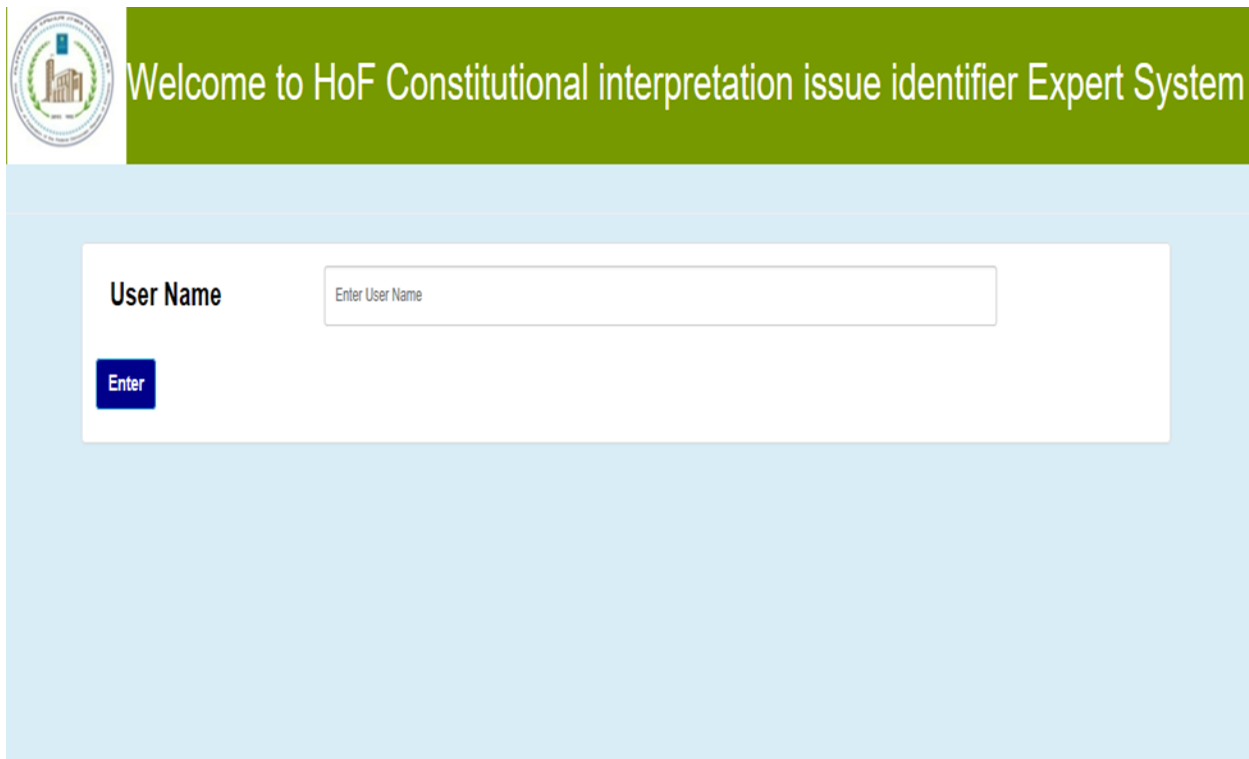 Welcome to HoF Constitutional interpretation issue identifier Expert System
User Name
Enter User Name
Enter